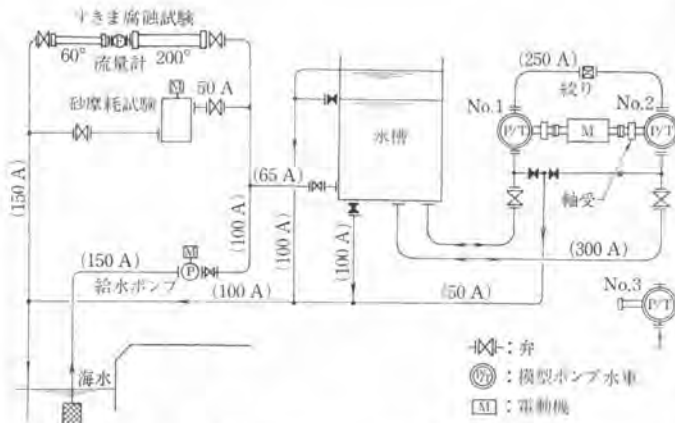 すきま腐蝕試験
60°
200°
流量計
50 A
M
砂摩耗試験
(250 A)
絞り
No.1
No.2
P/T
M
P/T
水槽
軸受
(65 A)
(150 A)
(100 A)
(100 A)
(100 A)
(300 A)
(150 A)
M
P
給水ポンプ
(100 A)
(50 A)
No.3
P/T
海水
:弁
P/T :模型ポンプ水車
M :電動機